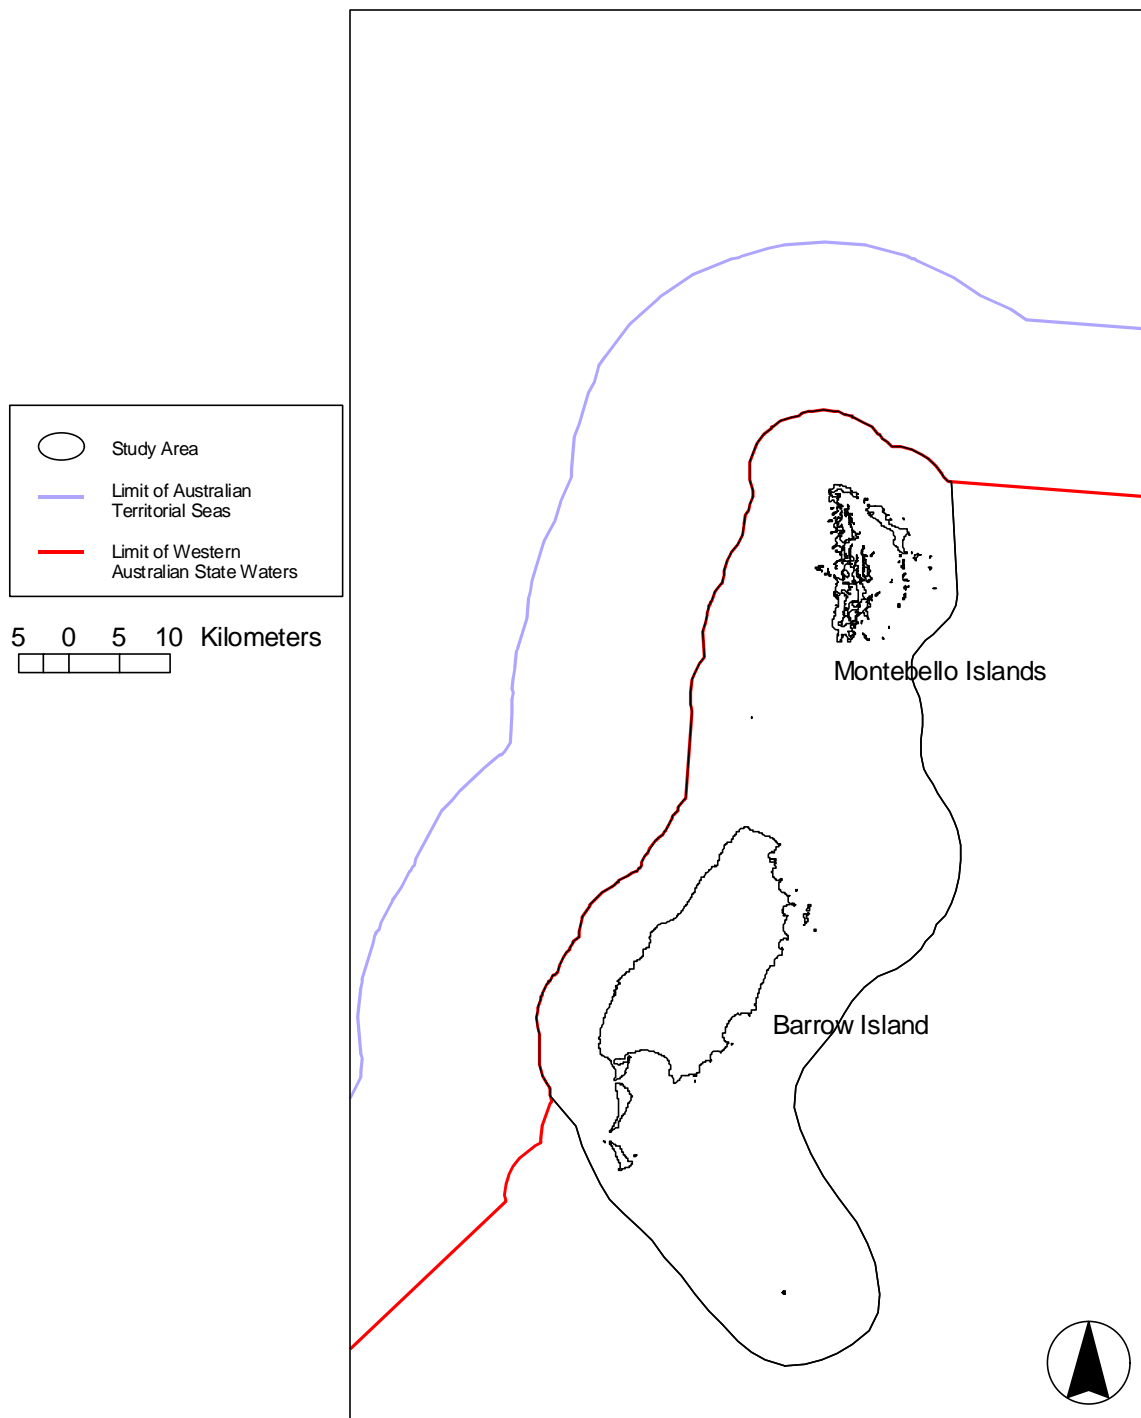 Study Area
Limit of Australian
Territorial Seas
Limit of Western
Australian State Waters
5 0 5 10 Kilometers
Montebello Islands
Barrow Island